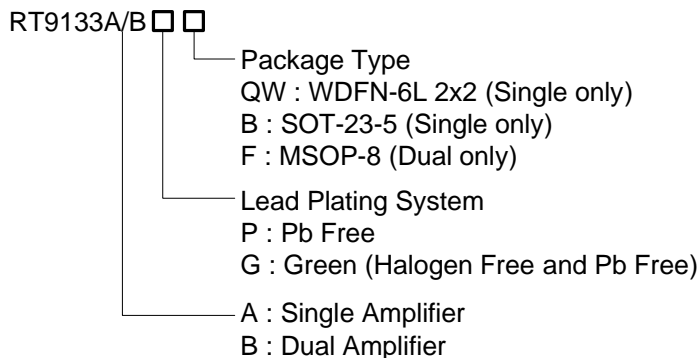 RT9133A/B□ □
Package Type
QW : WDFN-6L 2x2 (Single only)
B : SOT-23-5 (Single only)
F : MSOP-8 (Dual only)
Lead Plating System
P : Pb Free
G : Green (Halogen Free and Pb Free)
A : Single Amplifier
B : Dual Amplifier